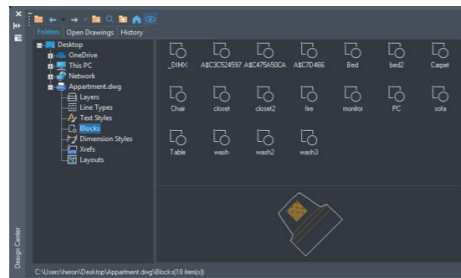 Folders Open Drawings History
Desktop
OneDrive
This PC
Network
Appartment.dwg
Layers
Line Types
Text Styles
Blocks
Dimension Styles
Xrefs
Layouts
_DIMX A$C3C524597 A$C475A50CA A$C7D466 Bed bed2 Carpet
Chair closet closet2 fire monitor PC sofa
Table wash wash2 wash3
Design Center
C:\Users\heron\Desktop\Appartment.dwg\Blocks(18 item(s))